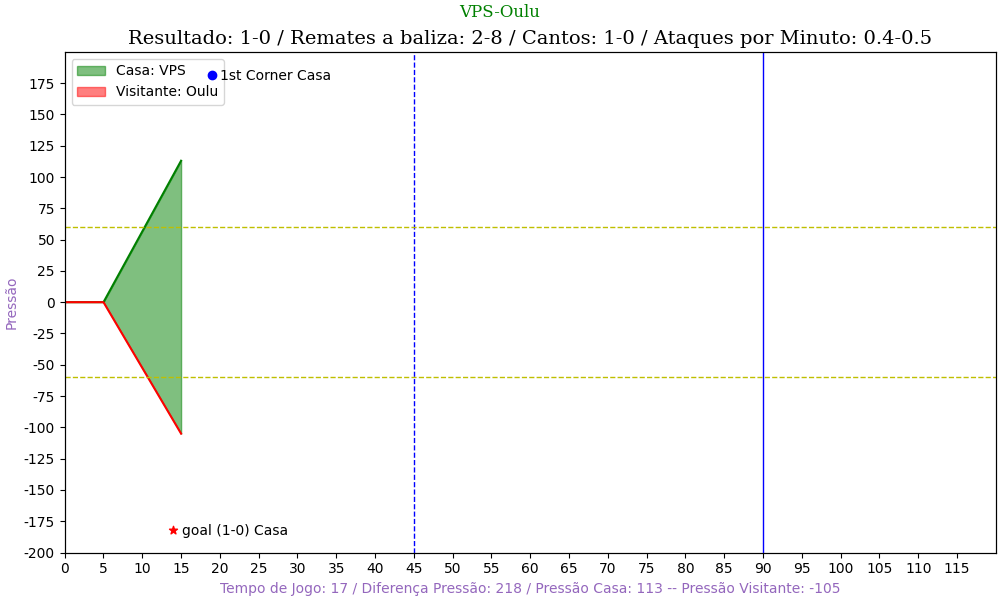 VPS-Oulu
Resultado: 1-0 / Remates a baliza: 2-8 / Cantos: 1-0 / Ataques por Minuto: 0.4-0.5
Casa: VPS
Visitante: Oulu
1st Corner Casa
goal (1-0) Casa
Pressão
175
150
125
100
75
50
25
0
-25
-50
-75
-100
-125
-150
-175
-200
0 5 10 15 20 25 30 35 40 45 50 55 60 65 70 75 80 85 90 95 100 105 110 115
Tempo de Jogo: 17 / Diferença Pressão: 218 / Pressão Casa: 113 -- Pressão Visitante: -105